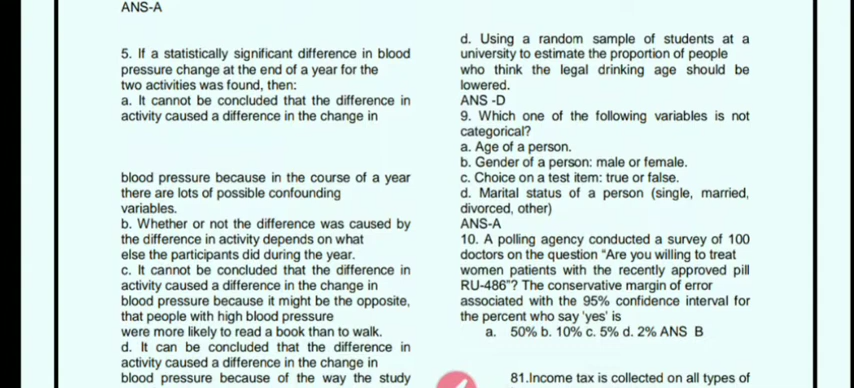 ANS-A
5. If a statistically significant difference in blood
pressure change at the end of a year for the
two activities was found, then:
a. It cannot be concluded that the difference in
activity caused a difference in the change in
blood pressure because in the course of a year
there are lots of possible confounding
variables.
b. Whether or not the difference was caused by
the difference in activity depends on what
else the participants did during the year.
c. It cannot be concluded that the difference in
activity caused a difference in the change in
blood pressure because it might be the opposite,
that people with high blood pressure
were more likely to read a book than to walk.
d. It can be concluded that the difference in
activity caused a difference in the change in
blood pressure because of the way the study
d. Using a random sample of students at a
university to estimate the proportion of people
who think the legal drinking age should be
lowered.
ANS -D
9. Which one of the following variables is not
categorical?
a. Age of a person.
b. Gender of a person: male or female.
c. Choice on a test item: true or false.
d. Marital status of a person (single, married,
divorced, other)
ANS-A
10. A polling agency conducted a survey of 100
doctors on the question “Are you willing to treat
women patients with the recently approved pill
RU-486”? The conservative margin of error
associated with the 95% confidence interval for
the percent who say 'yes' is
a. 50% b. 10% c. 5% d. 2% ANS B
81.Income tax is collected on all types of